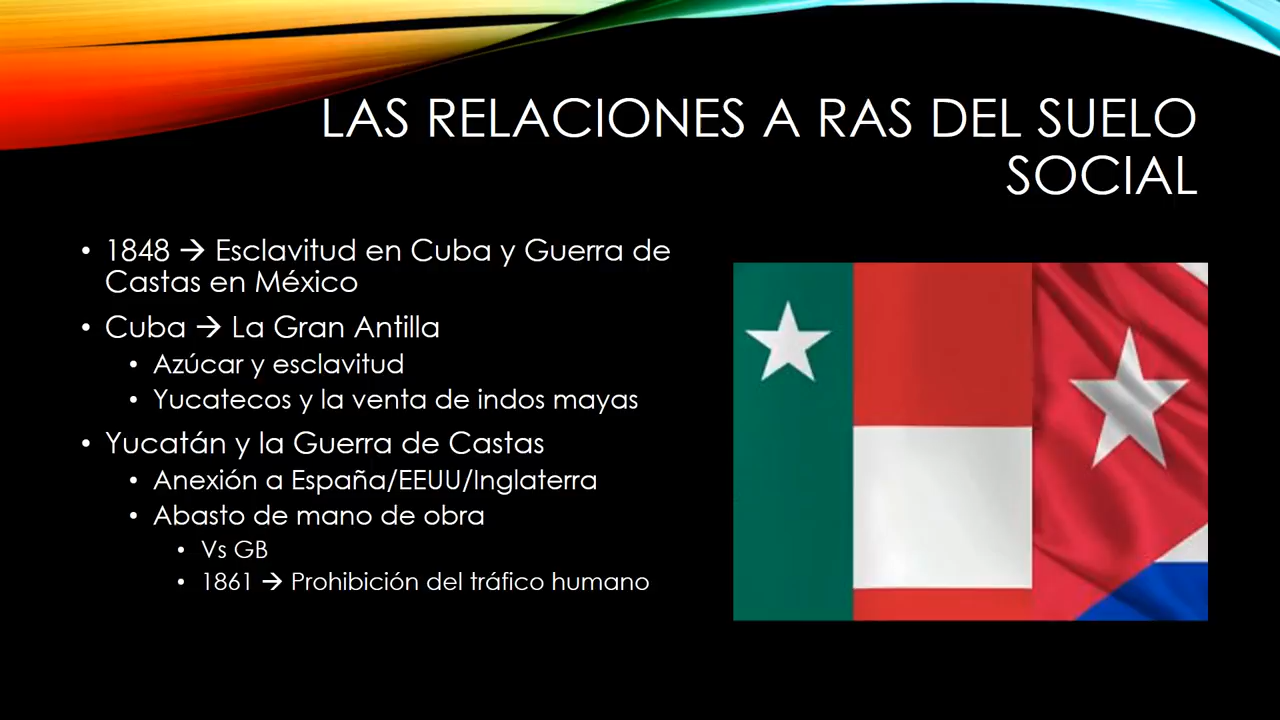 LAS RELACIONES A RAS DEL SUELO
SOCIAL
• 1848 → Esclavitud en Cuba y Guerra de
Castas en México
• Cuba → La Gran Antilla
• Azúcar y esclavitud
• Yucatecos y la venta de indos mayas
• Yucatán y la Guerra de Castas
• Anexión a España/EEUU/Inglaterra
• Abasto de mano de obra
• Vs GB
• 1861 → Prohibición del tráfico humano